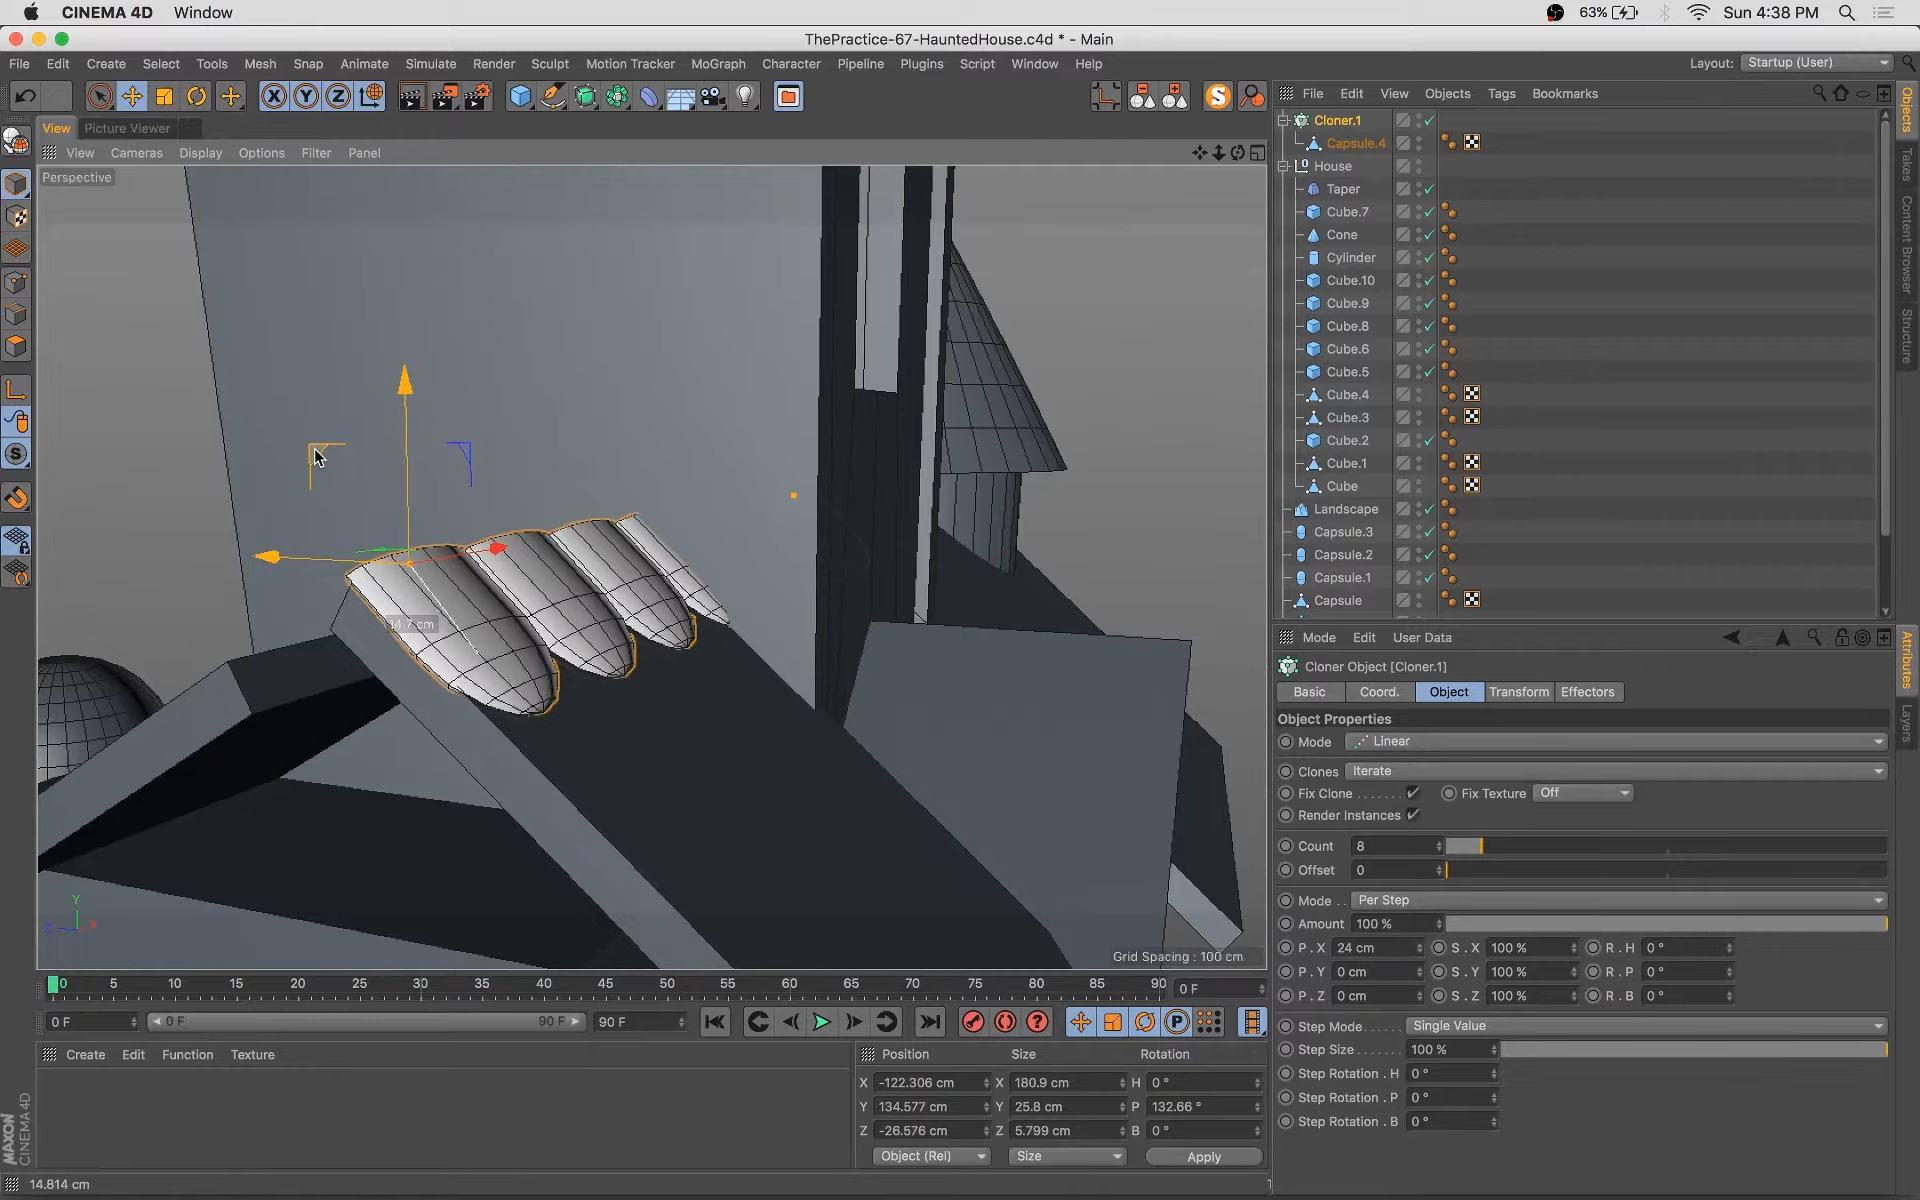 CINEMA 4D Window 63% Sun 4:38 PM
ThePractice-67-HauntedHouse.c4d * - Main
File Edit Create Select Tools Mesh Snap Animate Simulate Render Sculpt Motion Tracker MoGraph Character Pipeline Plugins Script Window Help Layout: Startup (User)
File Edit View Objects Tags Bookmarks
View Picture Viewer
View Cameras Display Options Filter Panel
Perspective
Cloner.1
Capsule.4
House
Taper
Cube.7
Cone
Cylinder
Cube.10
Cube.9
Cube.8
Cube.6
Cube.5
Cube.4
Cube.3
Cube.2
Cube.1
Cube
Landscape
Capsule.3
Capsule.2
Capsule.1
Capsule
Objects
Takes
Content Browser
Structure
14.7 cm
Y
Z X
Grid Spacing : 100 cm
Mode Edit User Data
Cloner Object [Cloner.1]
Basic Coord. Object Transform Effectors
Object Properties
Mode Linear
Clones Iterate
Fix Clone Fix Texture Off
Render Instances
Count 8
Offset 0
Mode Per Step
Amount 100 %
P . X 24 cm S . X 100 % R . H 0 °
P . Y 0 cm S . Y 100 % R . P 0 °
P . Z 0 cm S . Z 100 % R . B 0 °
Step Mode Single Value
Step Size 100 %
Step Rotation . H 0 °
Step Rotation . P 0 °
Step Rotation . B 0 °
Attributes
Layers
0 5 10 15 20 25 30 35 40 45 50 55 60 65 70 75 80 85 90 0 F
0 F 0 F 90 F 90 F
Create Edit Function Texture
Position Size Rotation
X -122.306 cm X 180.9 cm H 0 °
Y 134.577 cm Y 25.8 cm P 132.66 °
Z -26.576 cm Z 5.799 cm B 0 °
Object (Rel) Size Apply
MAXON
CINEMA 4D
14.814 cm